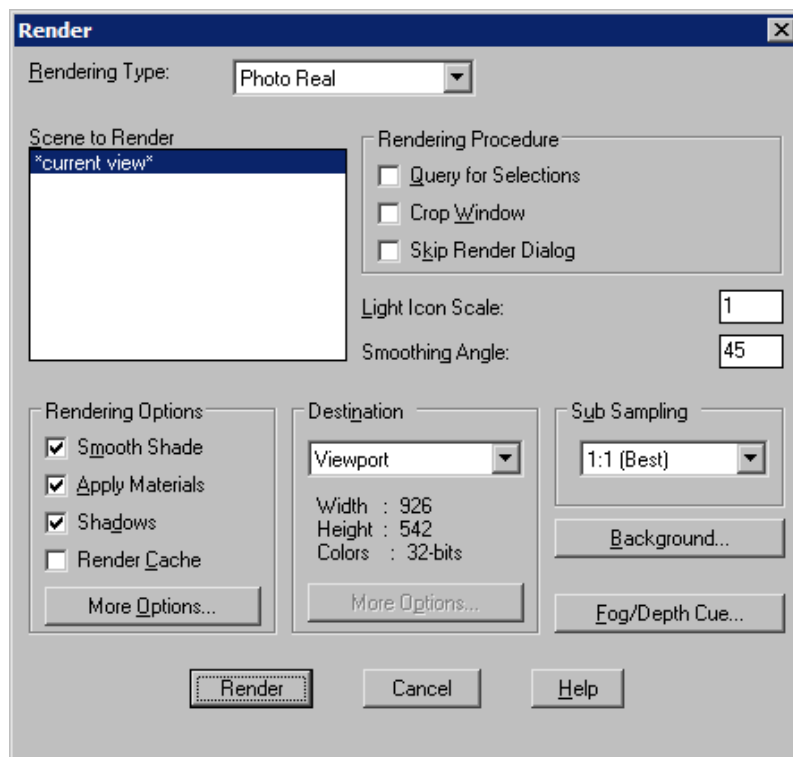 Render
Rendering Type:
Photo Real
Scene to Render
*current view*
Rendering Procedure
Query for Selections
Crop Window
Skip Render Dialog
Light Icon Scale:
1
Smoothing Angle:
45
Rendering Options
Smooth Shade
Apply Materials
Shadows
Render Cache
More Options...
Destination
Viewport
Width : 926
Height : 542
Colors : 32-bits
More Options...
Sub Sampling
1:1 (Best)
Background...
Fog/Depth Cue...
Render
Cancel
Help